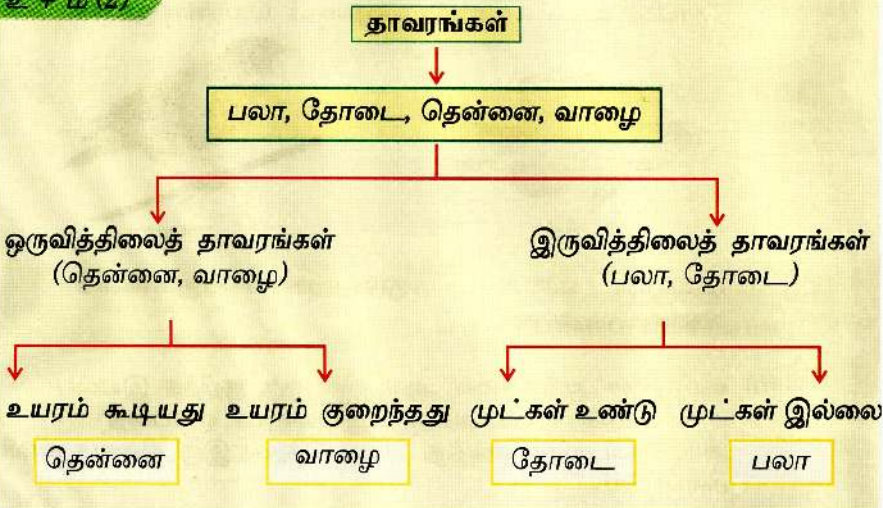 தாவரங்கள்
பலா, தோடை, தென்னை, வாழை
ஒருவித்திலைத் தாவரங்கள்
(தென்னை, வாழை)
இருவித்திலைத் தாவரங்கள்
(பலா, தோடை)
உயரம் கூடியது
உயரம் குறைந்தது
முட்கள் உண்டு
முட்கள் இல்லை
தென்னை
வாழை
தோடை
பலா